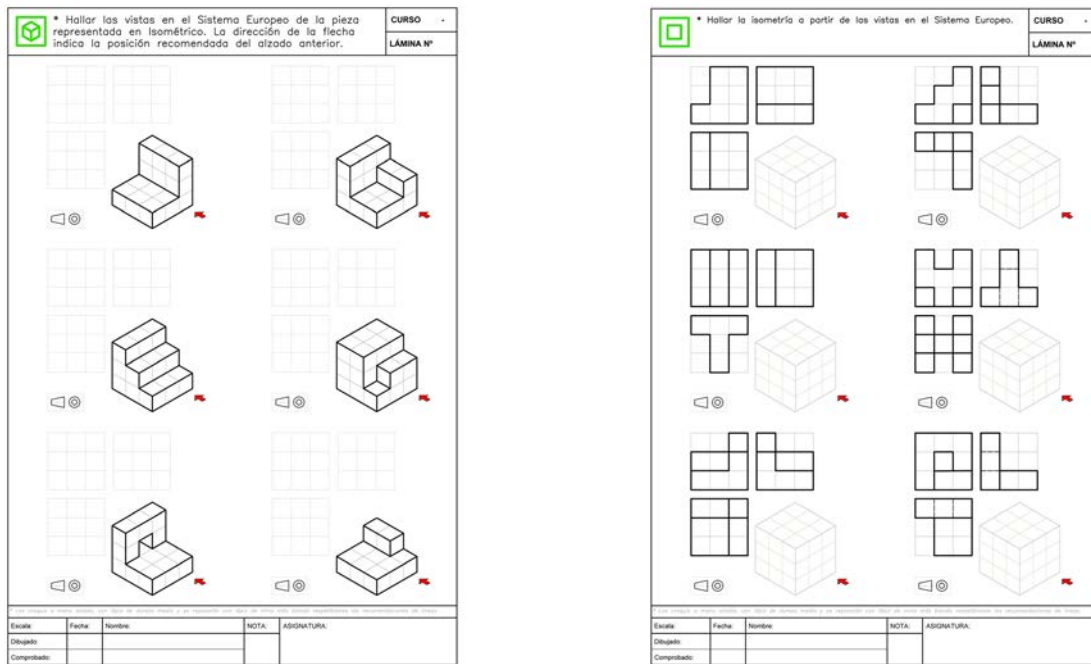 * Hallar las vistas en el Sistema Europeo de la pieza
representada en Isométrico. La dirección de la flecha
indica la posición recomendada del alzado anterior.
CURSO -
LÁMINA Nº
Escala: Fecha: Nombre: NOTA: ASIGNATURA:
Dibujado:
Comprobado:
* Hallar la isometría a partir de las vistas en el Sistema Europeo.
CURSO -
LÁMINA Nº
Escala: Fecha: Nombre: NOTA: ASIGNATURA:
Dibujado:
Comprobado: